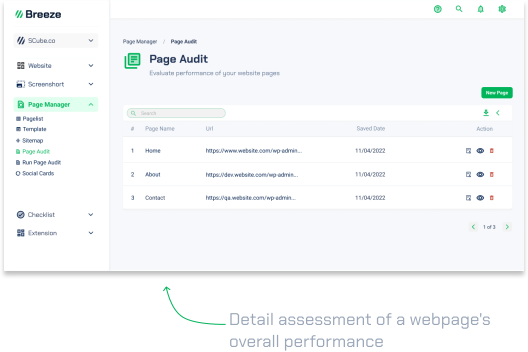 Breeze
SCube.co
Website
Screenshort
Page Manager
Pagelist
Template
Sitemap
Page Audit
Run Page Audit
Social Cards
Checklist
Extension
Page Manager / Page Audit
Page Audit
Evaluate performance of your website pages
New Page
Search
# Page Name Url Saved Date Action
1 Home https://www.website.com/wp-admin... 11/04/2022
2 About https://dev.website.com/wp-admin... 11/04/2022
3 Contact https://qa.website.com/wp-admin... 11/04/2022
1 of 3
Detail assessment of a webpage's
overall performance